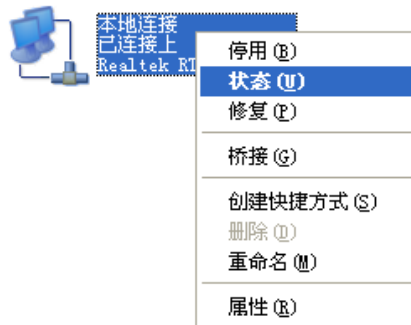 本地连接
已连接上
Realtek RT
停用(B)
状态(U)
修复(P)
桥接(G)
创建快捷方式(S)
删除(D)
重命名(M)
属性(R)